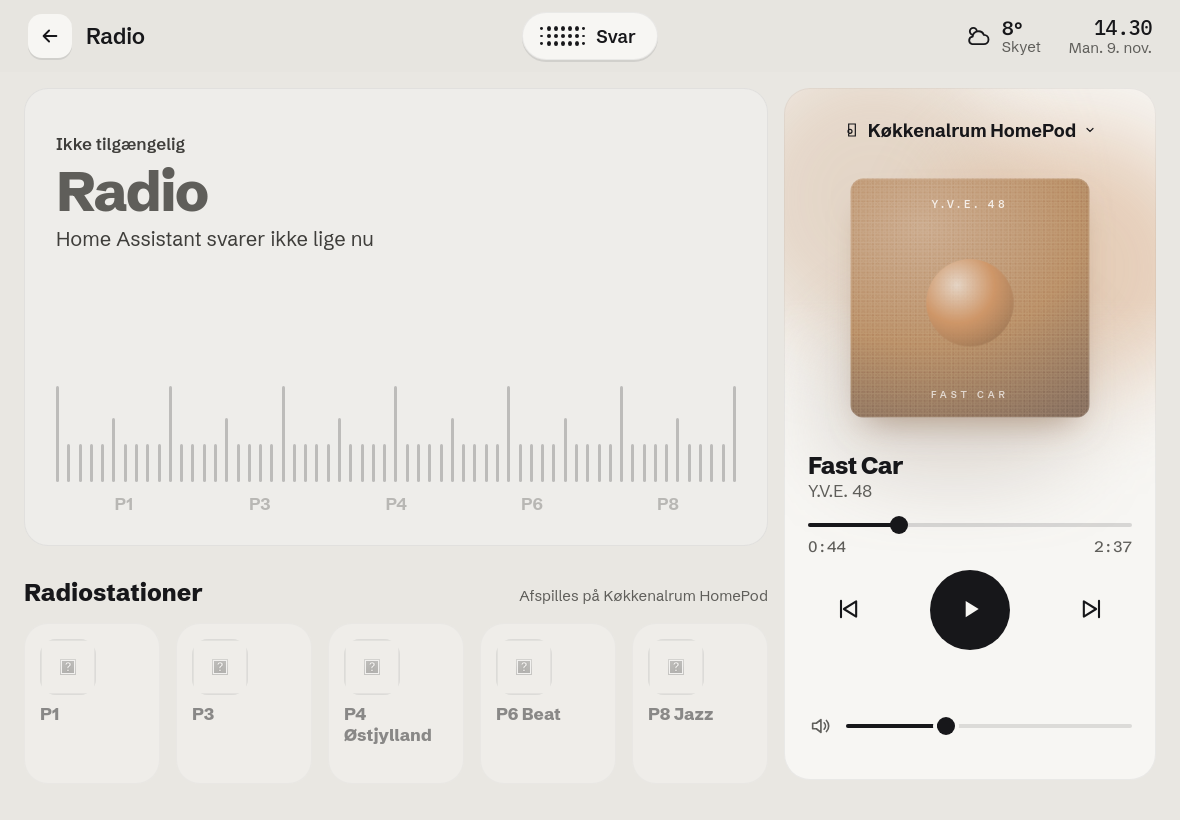 Radio
Svar
8°
Skyet
14.30
Man. 9. nov.
Ikke tilgængelig
Radio
Home Assistant svarer ikke lige nu
P1 P3 P4 P6 P8
Radiostationer
Afspilles på Køkkenalrum HomePod
P1
P3
P4
Østjylland
P6 Beat
P8 Jazz
Køkkenalrum HomePod
Y.V.E. 48
FAST CAR
Fast Car
Y.V.E. 48
0:44 2:37